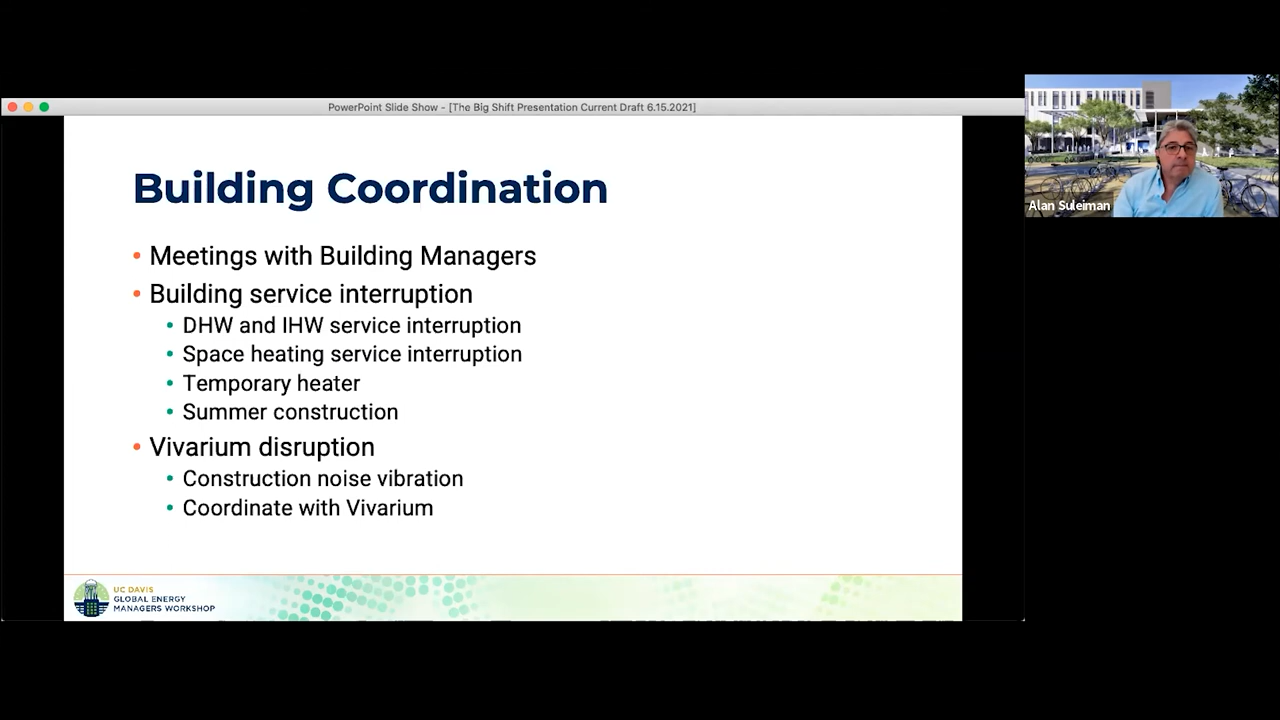 PowerPoint Slide Show - [The Big Shift Presentation Current Draft 6.15.2021]
Building Coordination
• Meetings with Building Managers
• Building service interruption
• DHW and IHW service interruption
• Space heating service interruption
• Temporary heater
• Summer construction
• Vivarium disruption
• Construction noise vibration
• Coordinate with Vivarium
UC DAVIS
GLOBAL ENERGY
MANAGERS WORKSHOP
Alan Suleiman